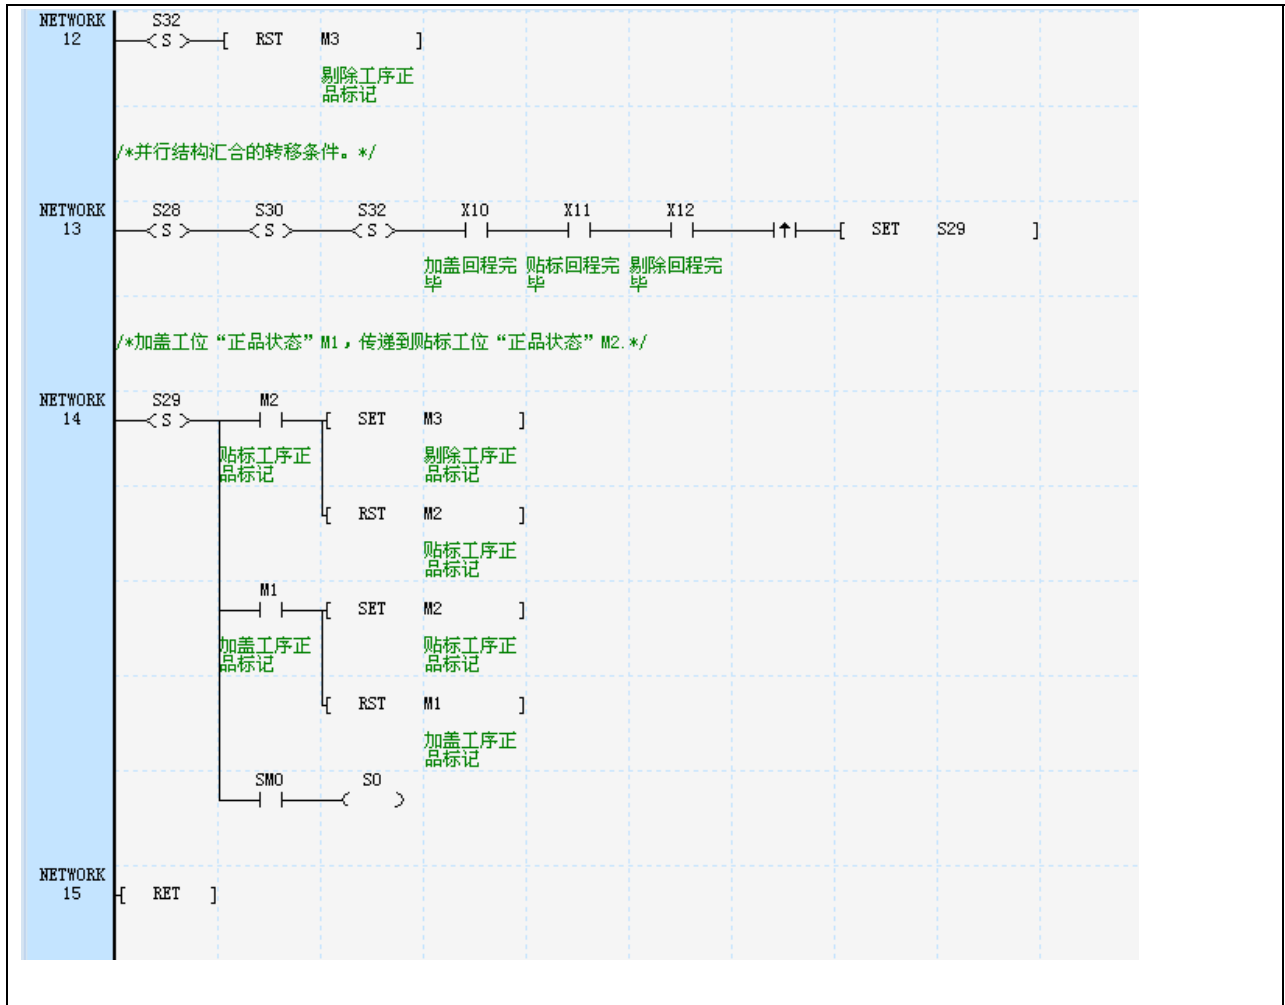 NETWORK
12
S32
S
RST M3
剔除工序正
品标记
/*并行结构汇合的转移条件。*/
NETWORK
13
S28 S30 S32 X10 X11 X12
S S S SET S29
加盖回程完
毕
贴标回程完
毕
剔除回程完
毕
/*加盖工位“正品状态”M1，传递到贴标工位“正品状态”M2.*/
NETWORK
14
S29 M2
S SET M3
贴标工序正
品标记
剔除工序正
品标记
RST M2
贴标工序正
品标记
M1
SET M2
加盖工序正
品标记
贴标工序正
品标记
RST M1
加盖工序正
品标记
SM0 S0
NETWORK
15
RET